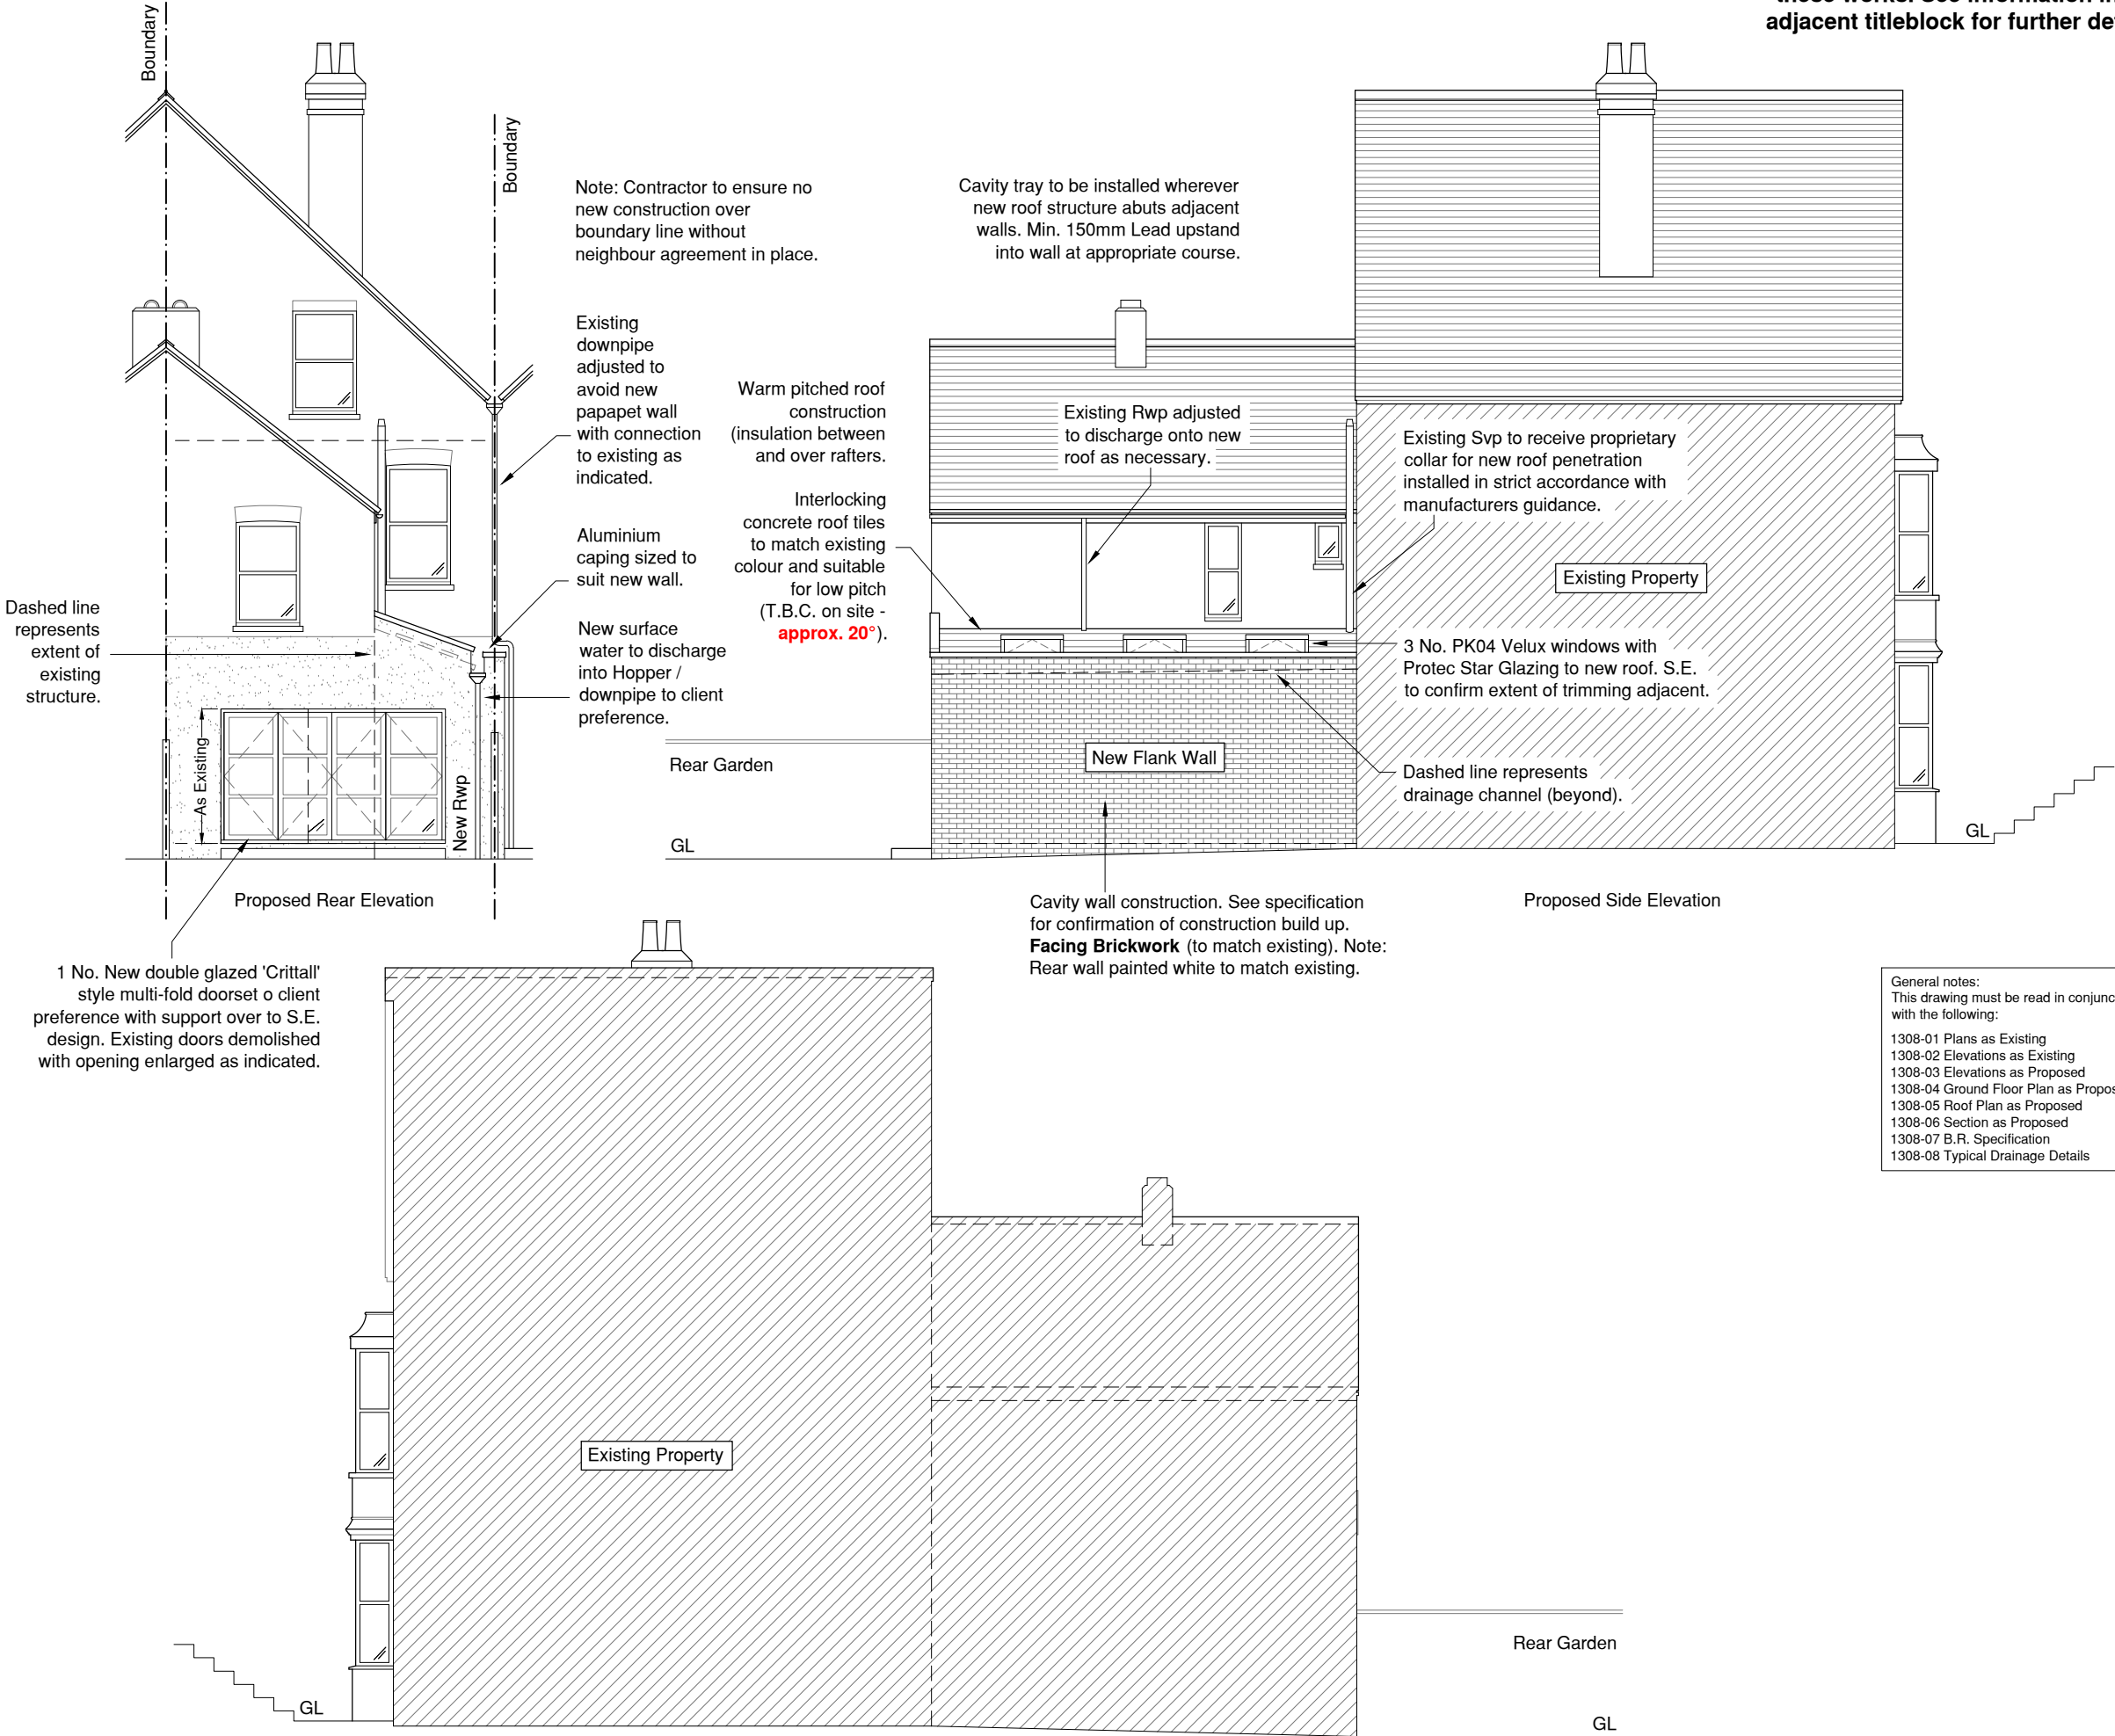 these works. See information in
adjacent titleblock for further de
Boundary
Boundary
Note: Contractor to ensure no
new construction over
boundary line without
neighbour agreement in place.
Cavity tray to be installed wherever
new roof structure abuts adjacent
walls. Min. 150mm Lead upstand
into wall at appropriate course.
Existing
downpipe
adjusted to
avoid new
papapet wall
with connection
to existing as
indicated.
Warm pitched roof
construction
(insulation between
and over rafters.
Existing Rwp adjusted
to discharge onto new
roof as necessary.
Existing Svp to receive proprietary
collar for new roof penetration
installed in strict accordance with
manufacturers guidance.
Interlocking
concrete roof tiles
to match existing
colour and suitable
for low pitch
(T.B.C. on site -
approx. 20°).
Aluminium
caping sized to
suit new wall.
Existing Property
Dashed line
represents
extent of
existing
structure.
New surface
water to discharge
into Hopper /
downpipe to client
preference.
3 No. PK04 Velux windows with
Protec Star Glazing to new roof. S.E.
to confirm extent of trimming adjacent.
As Existing
New Rwp
Rear Garden
New Flank Wall
Dashed line represents
drainage channel (beyond).
GL
GL
Proposed Rear Elevation
Cavity wall construction. See specification
for confirmation of construction build up.
Facing Brickwork (to match existing). Note:
Rear wall painted white to match existing.
Proposed Side Elevation
1 No. New double glazed 'Crittall'
style multi-fold doorset o client
preference with support over to S.E.
design. Existing doors demolished
with opening enlarged as indicated.
General notes:
This drawing must be read in conjunc
with the following:
1308-01 Plans as Existing
1308-02 Elevations as Existing
1308-03 Elevations as Proposed
1308-04 Ground Floor Plan as Propos
1308-05 Roof Plan as Proposed
1308-06 Section as Proposed
1308-07 B.R. Specification
1308-08 Typical Drainage Details
Existing Property
Rear Garden
GL
GL